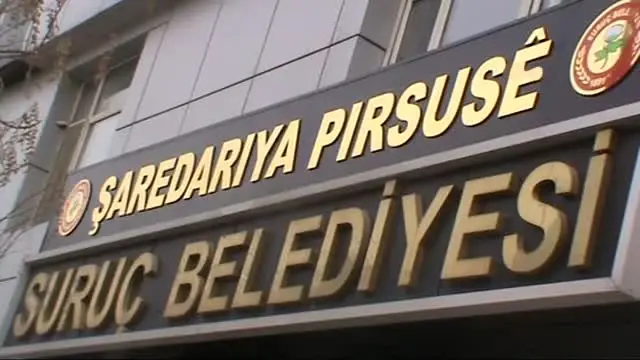 ŞAREDARIYA PIRSUSÊ
SURUÇ BELEDİYESİ